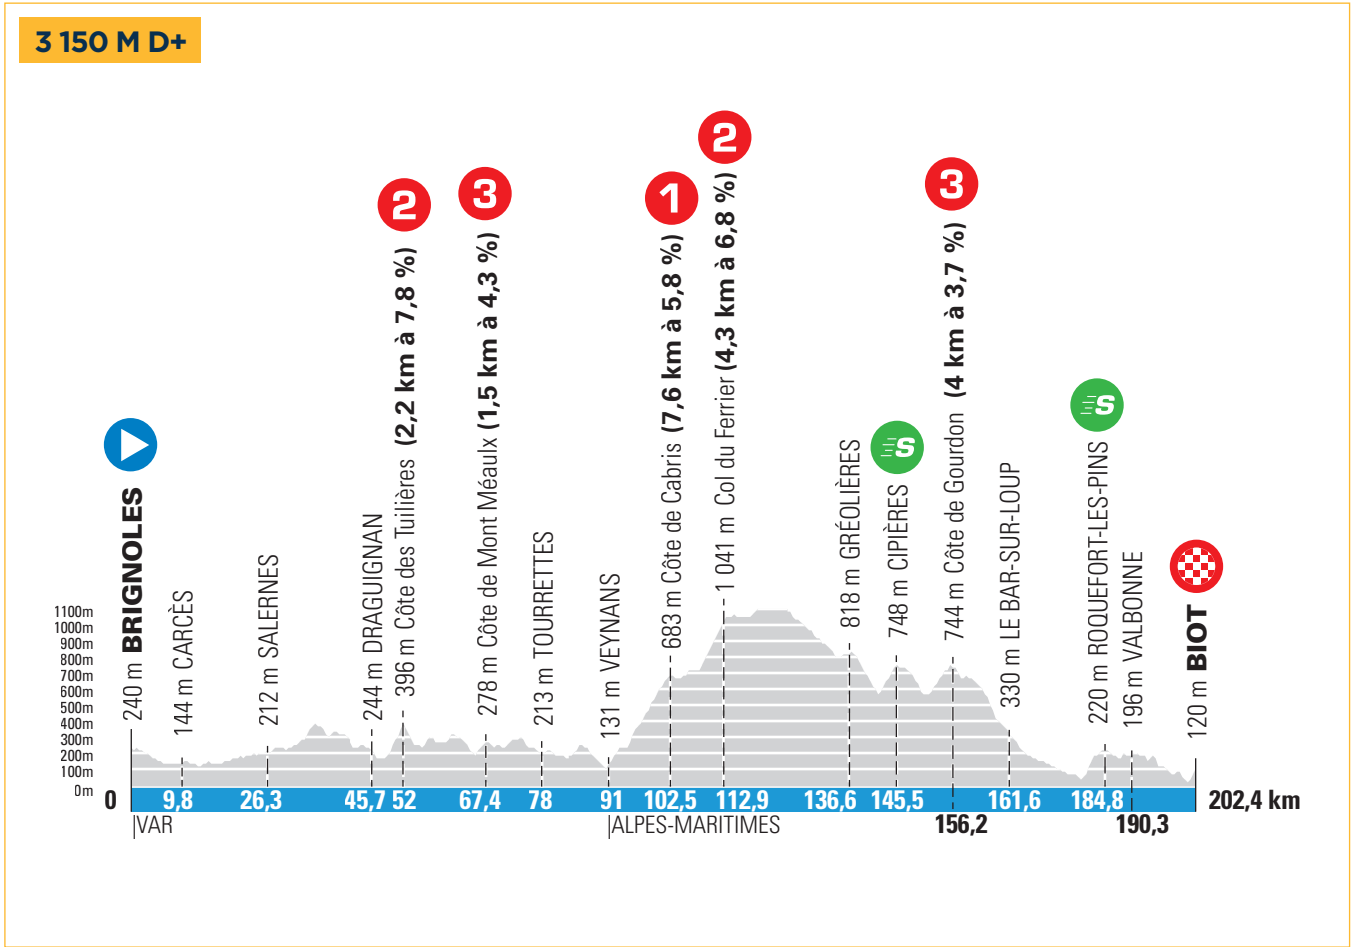 3 150 M D+
2
3
1
2
3
S
S
240 m BRIGNOLES
144 m CARCÈS
212 m SALERNES
244 m DRAGUIGNAN
396 m Côte des Tuilières (2,2 km à 7,8 %)
278 m Côte de Mont Méaulx (1,5 km à 4,3 %)
213 m TOURRETTES
131 m VEYNANS
683 m Côte de Cabris (7,6 km à 5,8 %)
1 041 m Col du Ferrier (4,3 km à 6,8 %)
818 m GRÉOLIÈRES
748 m CIPIÈRES
744 m Côte de Gourdon (4 km à 3,7 %)
330 m LE BAR-SUR-LOUP
220 m ROQUEFORT-LES-PINS
196 m VALBONNE
120 m BIOT
1100m
1000m
900m
800m
700m
600m
500m
400m
300m
200m
100m
0m
0 9,8 26,3 45,7 52 67,4 78 91 102,5 112,9 136,6 145,5 161,6 184,8 202,4 km
VAR ALPES-MARITIMES 156,2 190,3